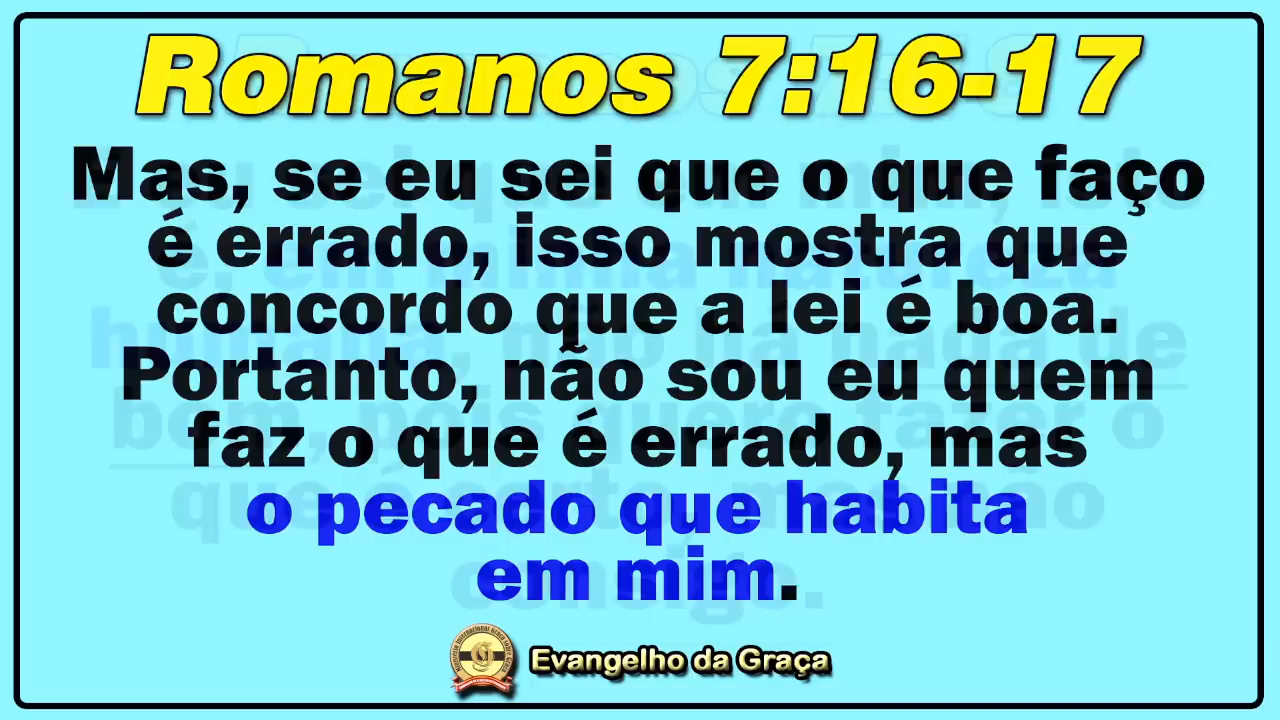 Romanos 7:16-17
Mas, se eu sei que o que faço
é errado, isso mostra que
concordo que a lei é boa.
Portanto, não sou eu quem
faz o que é errado, mas
o pecado que habita
em mim.
Evangelho da Graça